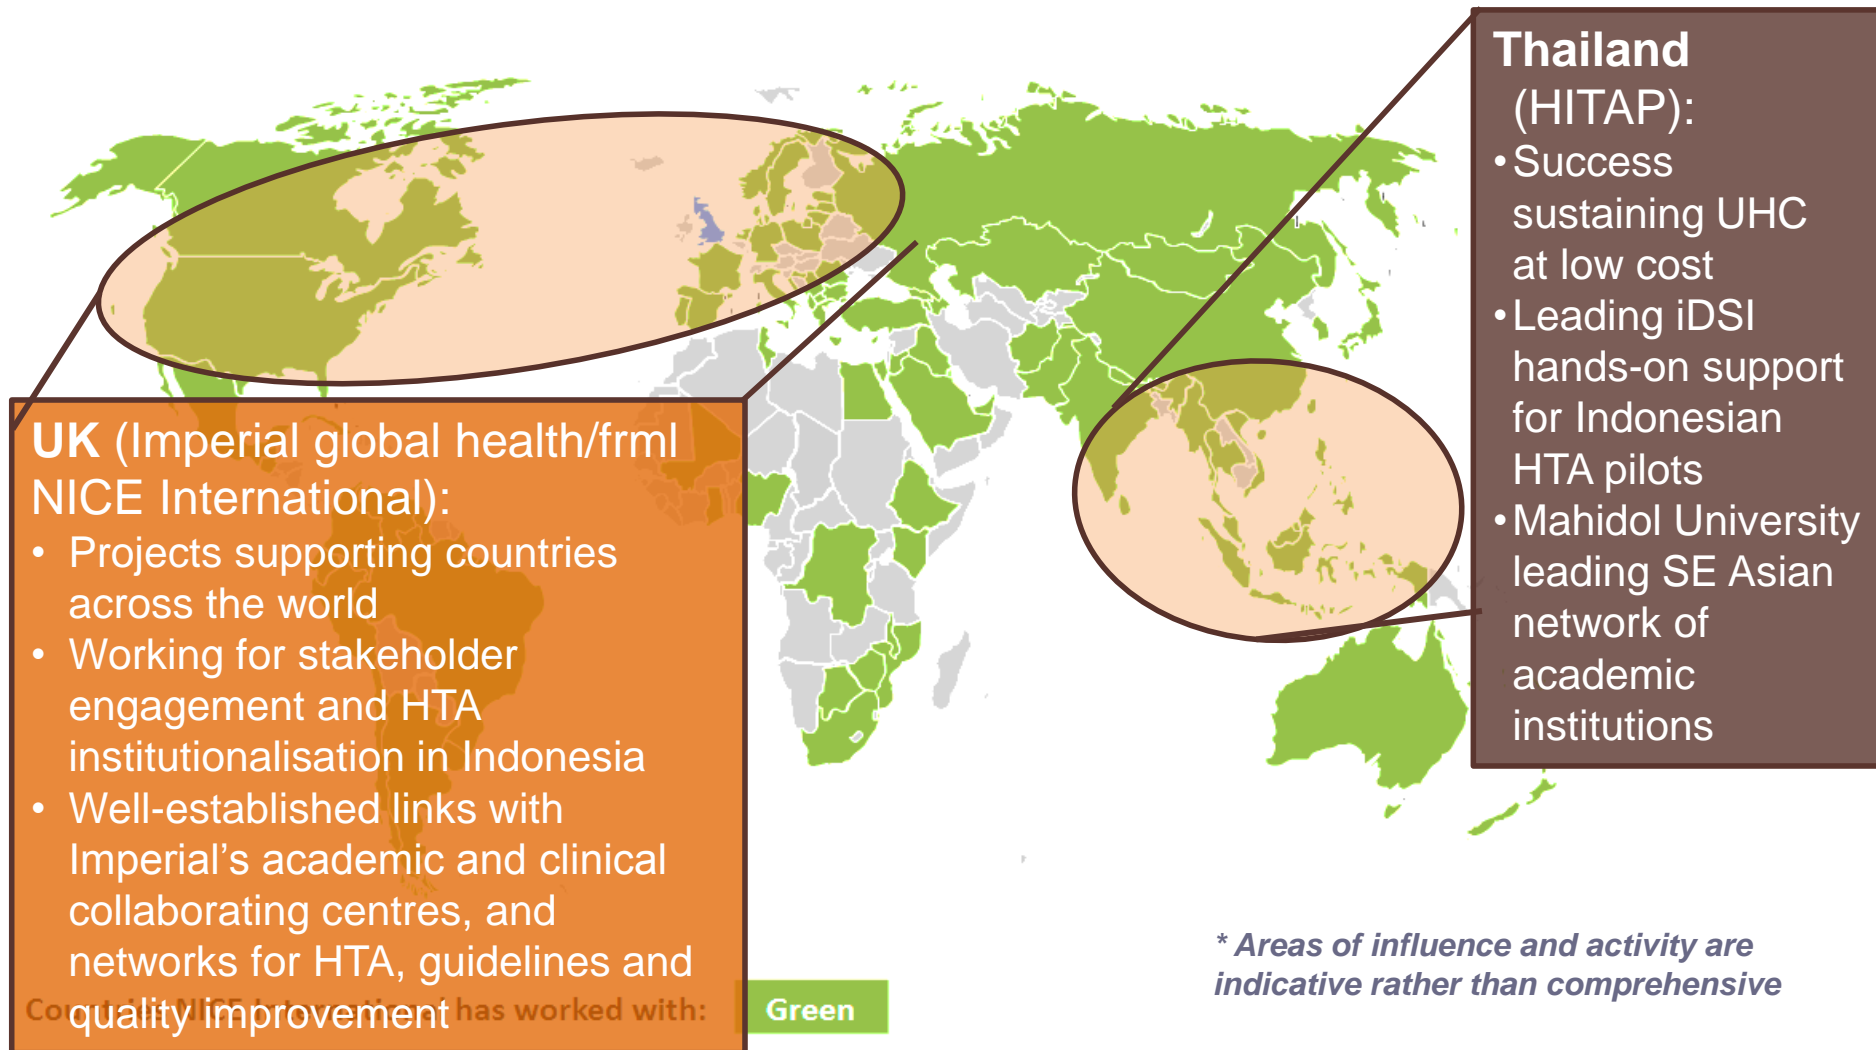 UK (Imperial global health/frml
NICE International):
• Projects supporting countries
across the world
• Working for stakeholder
engagement and HTA
institutionalisation in Indonesia
• Well-established links with
Imperial’s academic and clinical
collaborating centres, and
networks for HTA, guidelines and
quality improvement
Countries NICE International has worked with:
Green
Thailand
(HITAP):
• Success
sustaining UHC
at low cost
• Leading iDSI
hands-on support
for Indonesian
HTA pilots
• Mahidol University
leading SE Asian
network of
academic
institutions
* Areas of influence and activity are
indicative rather than comprehensive